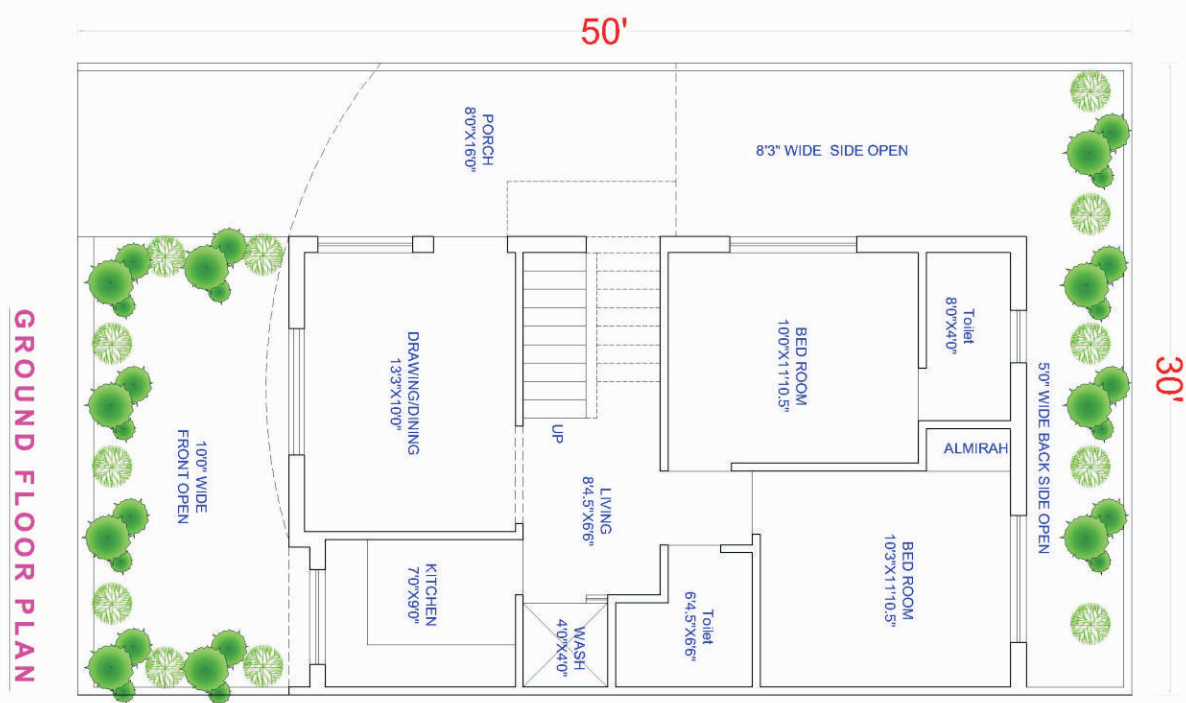 50'
30'
PORCH
8'0"X16'0"
8'3" WIDE SIDE OPEN
DRAWING/DINING
13'3"X10'0"
BED ROOM
10'0"X11'10.5"
Toilet
8'0"X4'0"
5'0" WIDE BACK SIDE OPEN
10'0" WIDE
FRONT OPEN
UP
LIVING
8'4.5"X6'6"
ALMIRAH
BED ROOM
10'3"X11'10.5"
KITCHEN
7'0"X9'0"
WASH
4'0"X4'0"
Toilet
6'4.5"X6'6"
GROUND FLOOR PLAN